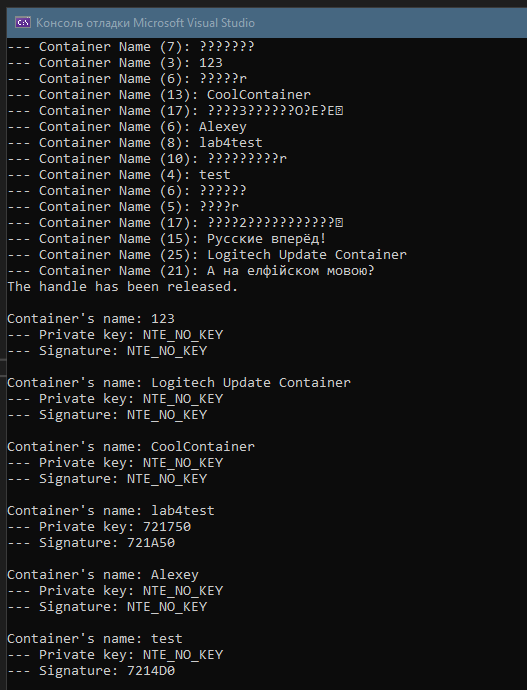 Консоль отладки Microsoft Visual Studio
--- Container Name (7): ???????
--- Container Name (3): 123
--- Container Name (6): ?????r
--- Container Name (13): CoolContainer
--- Container Name (17): ????3??????O?E?E⍰
--- Container Name (6): Alexey
--- Container Name (8): lab4test
--- Container Name (10): ?????????r
--- Container Name (4): test
--- Container Name (6): ??????
--- Container Name (5): ????r
--- Container Name (17): ????2???????????⍰
--- Container Name (15): Русские вперёд!
--- Container Name (25): Logitech Update Container
--- Container Name (21): А на елфійском мовою?
The handle has been released.
Container's name: 123
--- Private key: NTE_NO_KEY
--- Signature: NTE_NO_KEY
Container's name: Logitech Update Container
--- Private key: NTE_NO_KEY
--- Signature: NTE_NO_KEY
Container's name: CoolContainer
--- Private key: NTE_NO_KEY
--- Signature: NTE_NO_KEY
Container's name: lab4test
--- Private key: 721750
--- Signature: 721A50
Container's name: Alexey
--- Private key: NTE_NO_KEY
--- Signature: NTE_NO_KEY
Container's name: test
--- Private key: NTE_NO_KEY
--- Signature: 7214D0